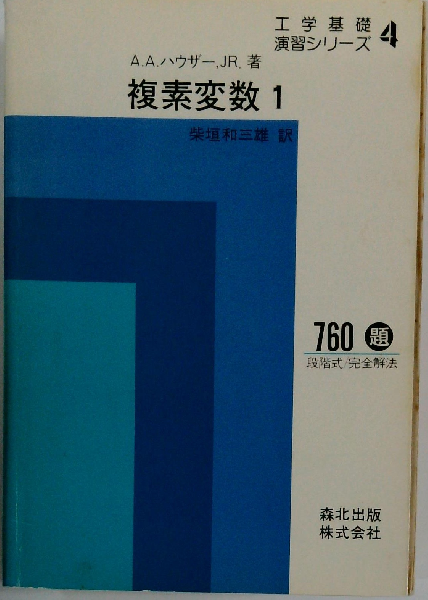 工学基礎
演習シリーズ 4
A.A.ハウザー,JR. 著
複素変数 1
柴垣和三雄 訳
760 題
段階式/完全解法
森北出版
株式会社